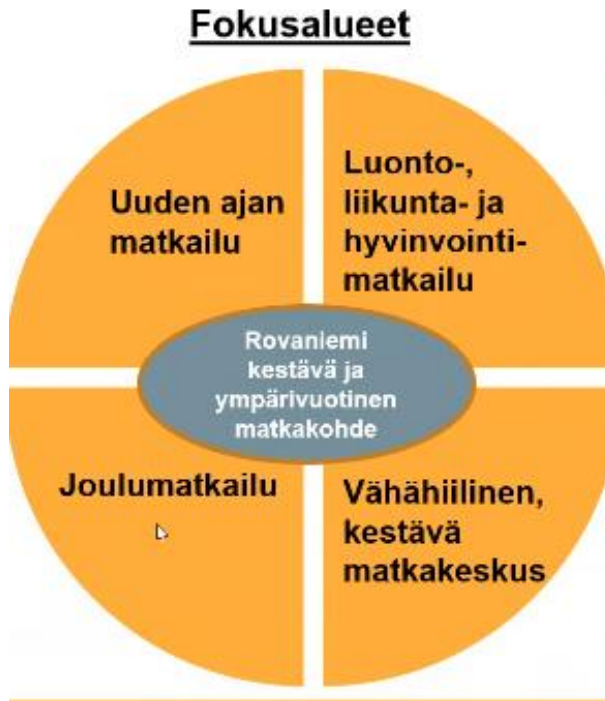 Fokusalueet
Uuden ajan
matkailu
Luonto-,
liikunta- ja
hyvinvointi-
matkailu
Rovaniemi
kestävä ja
ympärivuotinen
matkakohde
Joulumatkailu
Vähähiilinen,
kestävä
matkakeskus